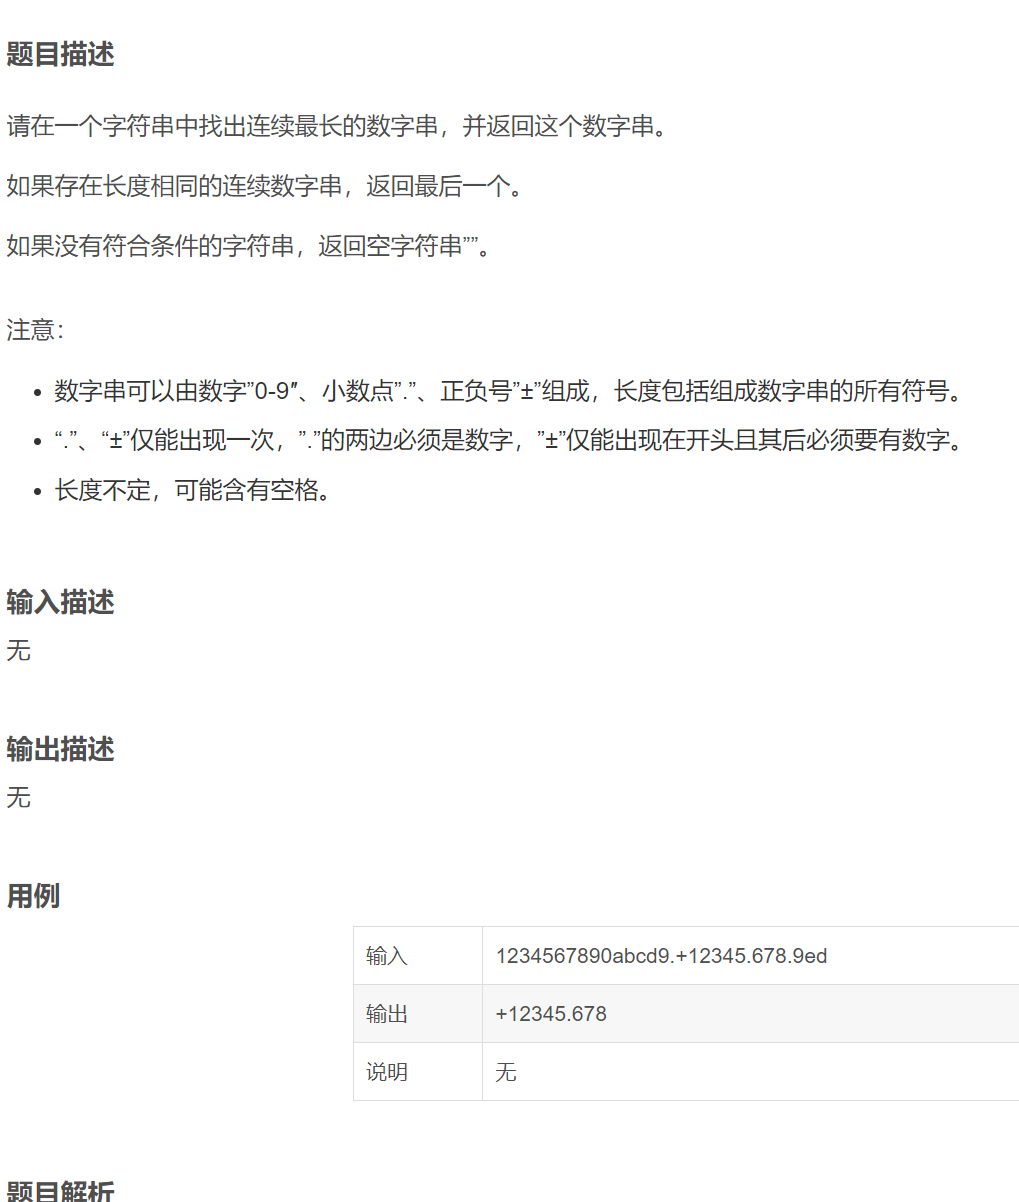 题目描述
请在一个字符串中找出连续最长的数字串，并返回这个数字串。
如果存在长度相同的连续数字串，返回最后一个。
如果没有符合条件的字符串，返回空字符串””。
注意：
• 数字串可以由数字”0-9″、小数点”.”、正负号”±”组成，长度包括组成数字串的所有符号。
• “.”、“±”仅能出现一次，”.”的两边必须是数字，”±”仅能出现在开头且其后必须要有数字。
• 长度不定，可能含有空格。
输入描述
无
输出描述
无
用例
输入 1234567890abcd9.+12345.678.9ed
输出 +12345.678
说明 无
题目解析